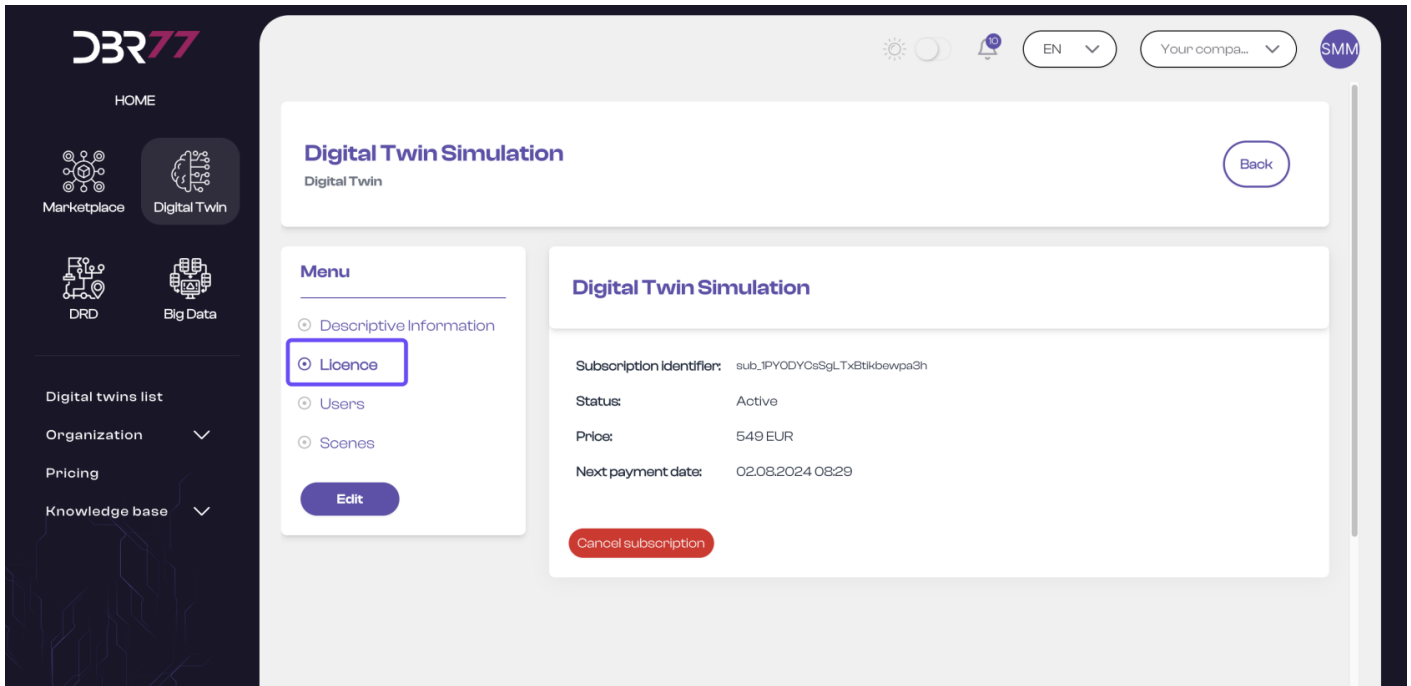 DBR77
10
EN
Your compa...
SMM
HOME
Marketplace
Digital Twin
DRD
Big Data
Digital twins list
Organization
Pricing
Knowledge base
Digital Twin Simulation
Digital Twin
Back
Menu
Descriptive Information
Licence
Users
Scenes
Edit
Digital Twin Simulation
Subscription identifier: sub_1PY0DYCsSgLTxBtikbewpa3h
Status: Active
Price: 549 EUR
Next payment date: 02.08.2024 08:29
Cancel subscription